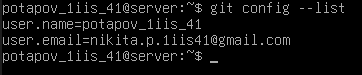 potapov_1iis_41@server:~$ git config --list
user.name=potapov_1iis_41
user.email=nikita.p.1iis41@gmail.com
potapov_1iis_41@server:~$ _